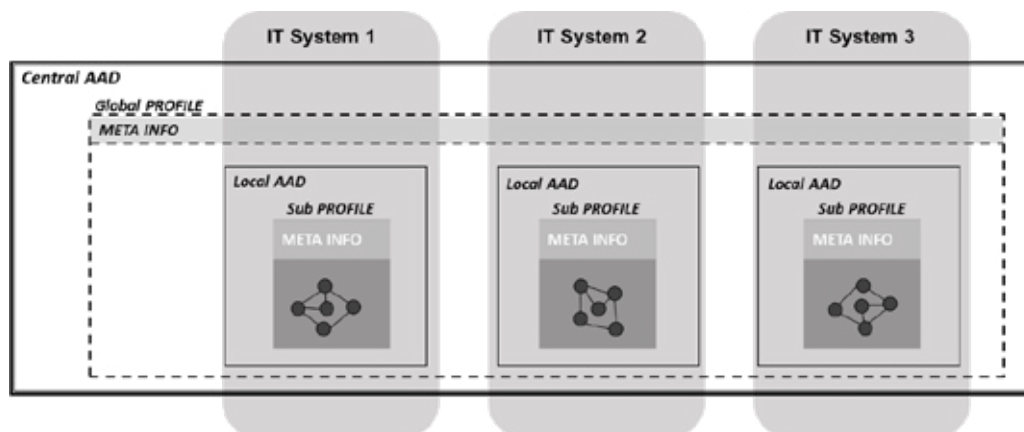 IT System 1
IT System 2
IT System 3
Central AAD
Global PROFILE
META INFO
Local AAD
Sub PROFILE
META INFO
Local AAD
Sub PROFILE
META INFO
Local AAD
Sub PROFILE
META INFO